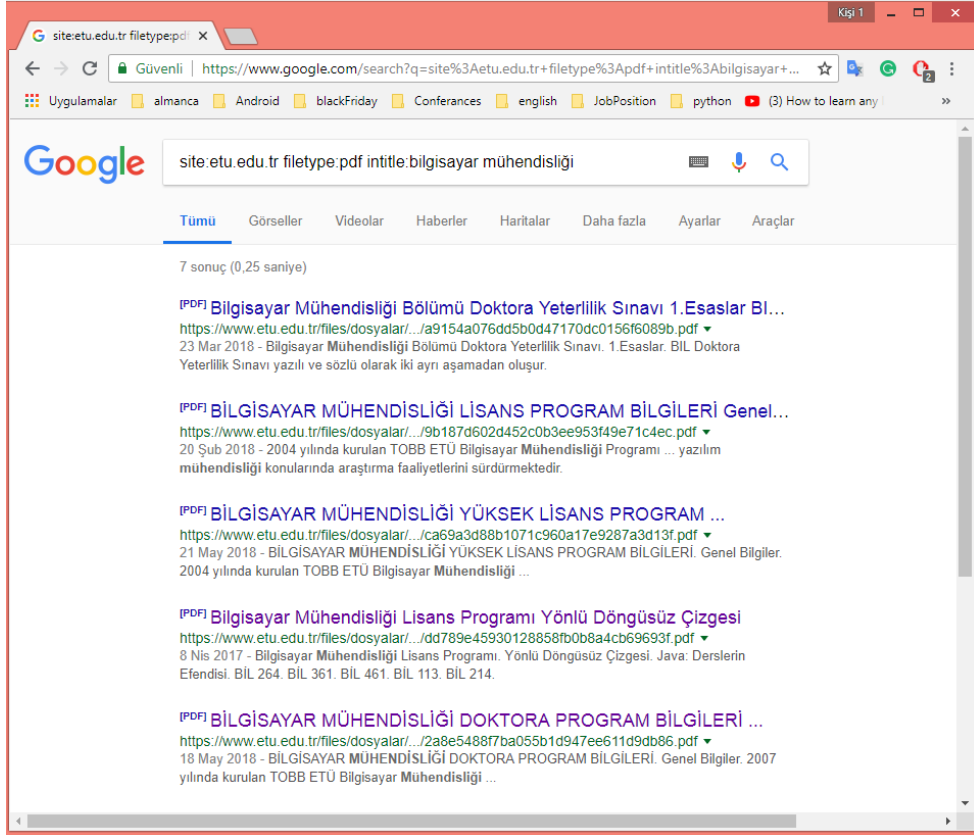 Kişi 1
site:etu.edu.tr filetype:pdf
Güvenli | https://www.google.com/search?q=site%3Aetu.edu.tr+filetype%3Apdf+intitle%3Abilgisayar+...
2
Uygulamalar almanca Android blackFriday Conferances english JobPosition python (3) How to learn any »
Google site:etu.edu.tr filetype:pdf intitle:bilgisayar mühendisliği
Tümü Görseller Videolar Haberler Haritalar Daha fazla Ayarlar Araçlar
7 sonuç (0,25 saniye)
[PDF] Bilgisayar Mühendisliği Bölümü Doktora Yeterlilik Sınavı 1.Esaslar BI...
https://www.etu.edu.tr/files/dosyalar/.../a9154a076dd5b0d47170dc0156f6089b.pdf
23 Mar 2018 - Bilgisayar Mühendisliği Bölümü Doktora Yeterlilik Sınavı. 1.Esaslar. BIL Doktora
Yeterlilik Sınavı yazılı ve sözlü olarak iki ayrı aşamadan oluşur.
[PDF] BİLGİSAYAR MÜHENDİSLİĞİ LİSANS PROGRAM BİLGİLERİ Genel...
https://www.etu.edu.tr/files/dosyalar/.../9b187d602d452c0b3ee953f49e71c4ec.pdf
20 Şub 2018 - 2004 yılında kurulan TOBB ETÜ Bilgisayar Mühendisliği Programı ... yazılım
mühendisliği konularında araştırma faaliyetlerini sürdürmektedir.
[PDF] BİLGİSAYAR MÜHENDİSLİĞİ YÜKSEK LİSANS PROGRAM ...
https://www.etu.edu.tr/files/dosyalar/.../ca69a3d88b1071c960a17e9287a3d13f.pdf
21 May 2018 - BİLGİSAYAR MÜHENDİSLİĞİ YÜKSEK LİSANS PROGRAM BİLGİLERİ. Genel Bilgiler.
2004 yılında kurulan TOBB ETÜ Bilgisayar Mühendisliği ...
[PDF] Bilgisayar Mühendisliği Lisans Programı Yönlü Döngüsüz Çizgesi
https://www.etu.edu.tr/files/dosyalar/.../dd789e45930128858fb0b8a4cb69693f.pdf
8 Nis 2017 - Bilgisayar Mühendisliği Lisans Programı. Yönlü Döngüsüz Çizgesi. Java: Derslerin
Efendisi. BİL 264. BİL 361. BİL 461. BİL 113. BİL 214.
[PDF] BİLGİSAYAR MÜHENDİSLİĞİ DOKTORA PROGRAM BİLGİLERİ ...
https://www.etu.edu.tr/files/dosyalar/.../2a8e5488f7ba055b1d947ee611d9db86.pdf
18 May 2018 - BİLGİSAYAR MÜHENDİSLİĞİ DOKTORA PROGRAM BİLGİLERİ. Genel Bilgiler. 2007
yılında kurulan TOBB ETÜ Bilgisayar Mühendisliği ...